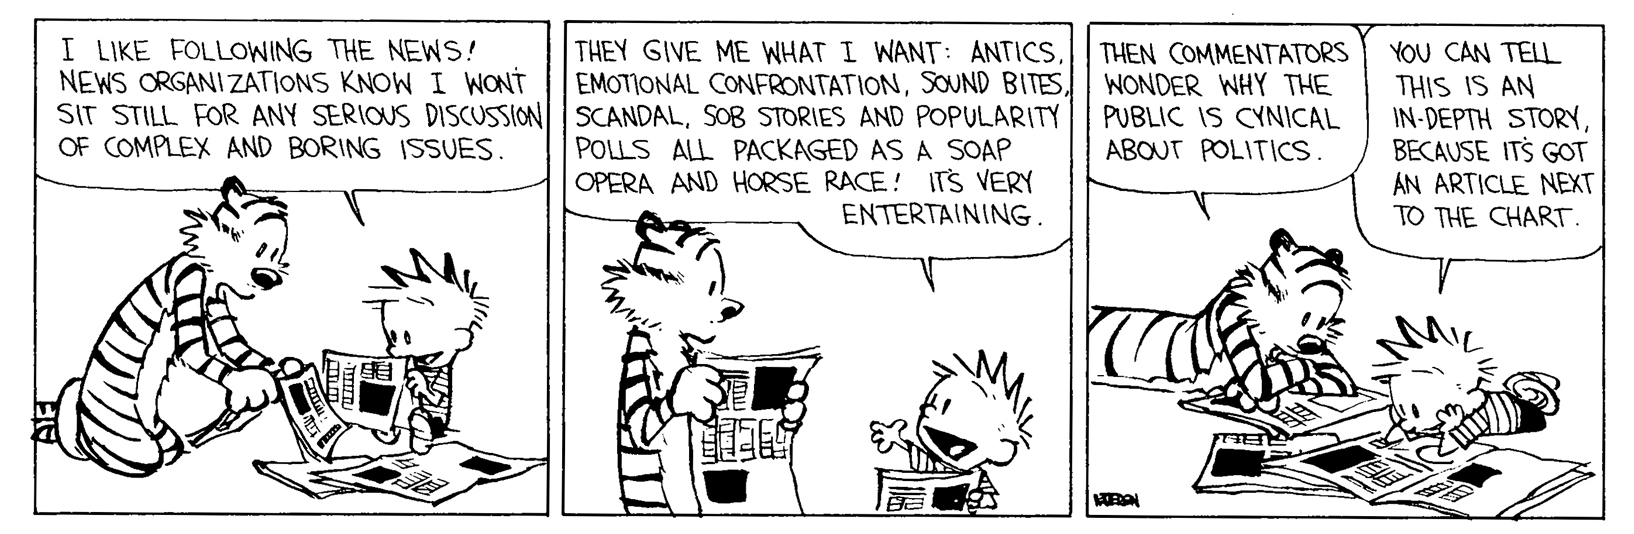 I LIKE FOLLOWING THE NEWS!
NEWS ORGANIZATIONS KNOW I WON'T
SIT STILL FOR ANY SERIOUS DISCUSSION
OF COMPLEX AND BORING ISSUES.
THEY GIVE ME WHAT I WANT: ANTICS,
EMOTIONAL CONFRONTATION, SOUND BITES,
SCANDAL, SOB STORIES AND POPULARITY
POLLS ALL PACKAGED AS A SOAP
OPERA AND HORSE RACE! IT'S VERY
ENTERTAINING.
THEN COMMENTATORS
WONDER WHY THE
PUBLIC IS CYNICAL
ABOUT POLITICS.
YOU CAN TELL
THIS IS AN
IN-DEPTH STORY,
BECAUSE IT'S GOT
AN ARTICLE NEXT
TO THE CHART.